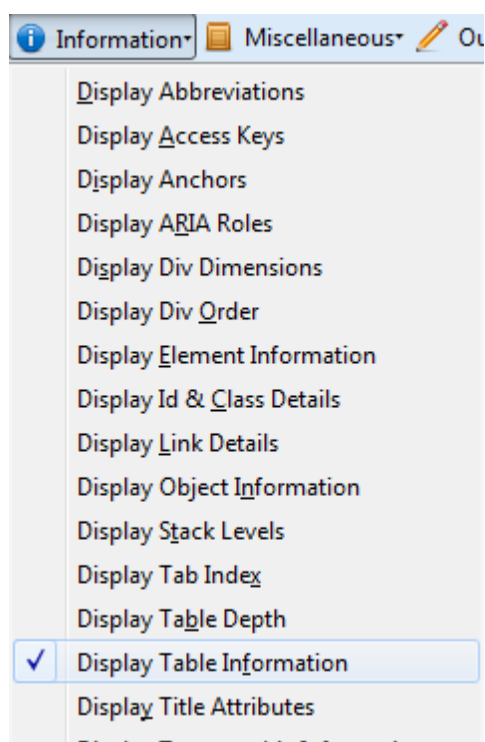 Information Miscellaneous Ou
Display Abbreviations
Display Access Keys
Display Anchors
Display ARIA Roles
Display Div Dimensions
Display Div Order
Display Element Information
Display Id & Class Details
Display Link Details
Display Object Information
Display Stack Levels
Display Tab Index
Display Table Depth
Display Table Information
Display Title Attributes